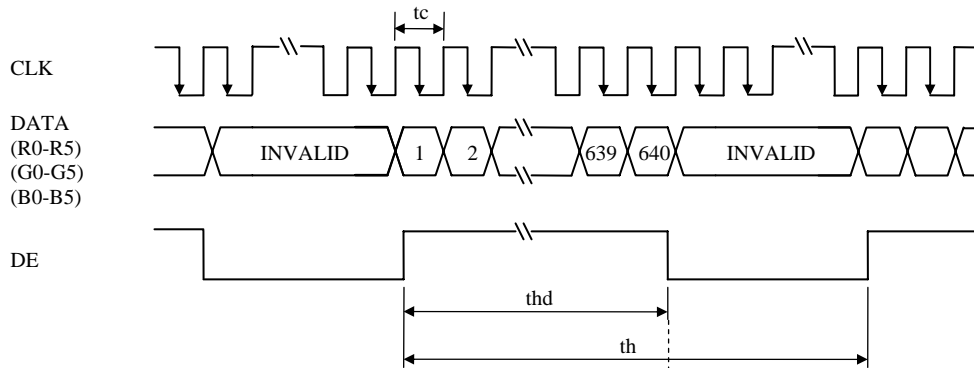 tc
CLK
DATA
(R0-R5)
(G0-G5)
(B0-B5)
INVALID 1 2 639 640 INVALID
DE
thd
th